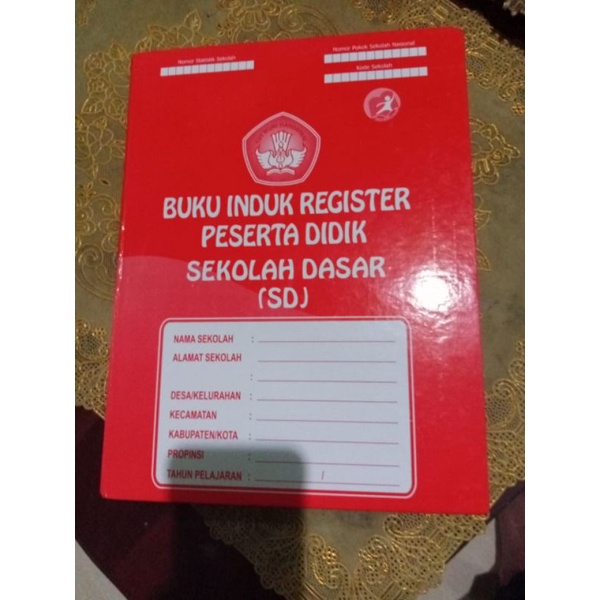 Nomor Statistik Sekolah
Nomor Pokok Sekolah Nasional
Kode Sekolah
BUKU INDUK REGISTER
PESERTA DIDIK
SEKOLAH DASAR
(SD)
NAMA SEKOLAH :
ALAMAT SEKOLAH
:
DESA/KELURAHAN :
KECAMATAN :
KABUPATEN/KOTA :
PROPINSI :
TAHUN PELAJARAN : /